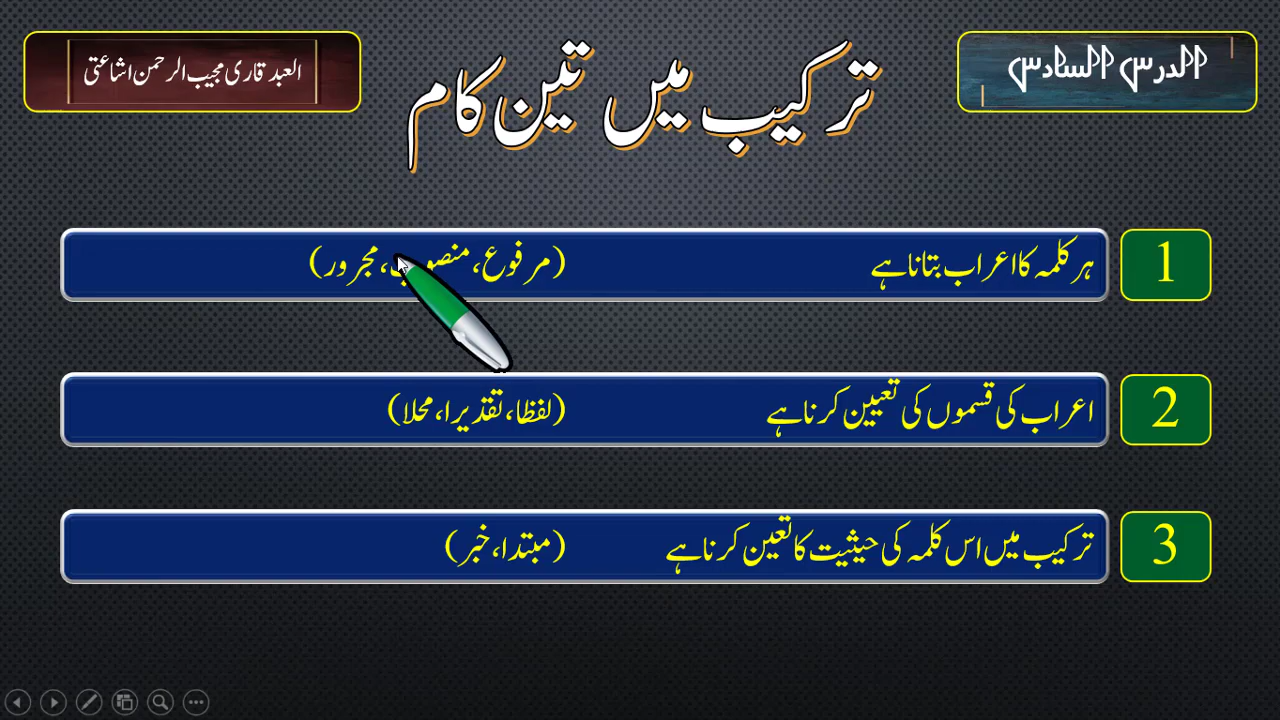 الدرس السادس
العبد قاری مجیب الرحمن اشاعتی
ترکیب میں تین کام
1 ہر کلمہ کا اعراب بتانا ہے (مرفوع، منصوب، مجرور)
2 اعراب کی قسموں کی تعیین کرنا ہے (لفظا، تقدیرا، محلا)
3 ترکیب میں اس کلمہ کی حیثیت کا تعین کرنا ہے (مبتدا، خبر)